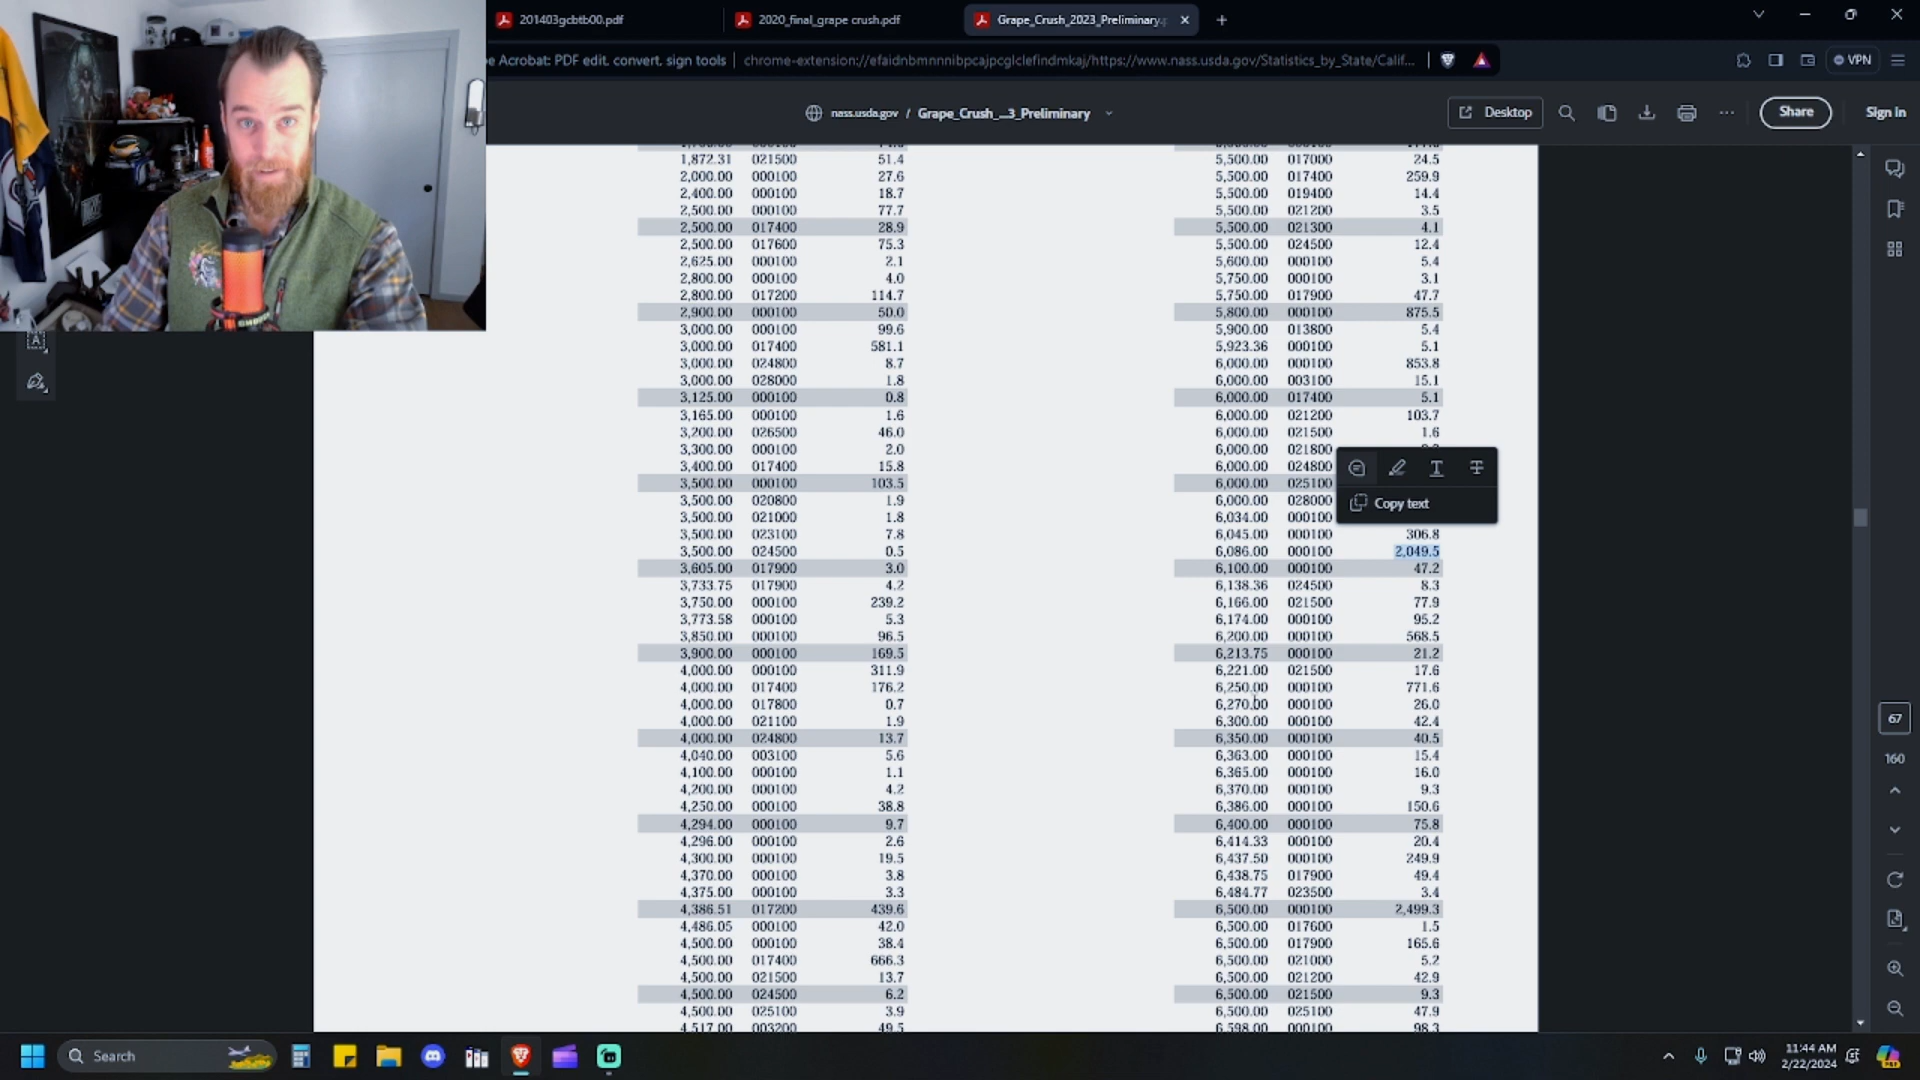 201403gcbtb00.pdf
2020_final_grape crush.pdf
Grape_Crush_2023_Preliminary.
Acrobat: PDF edit, convert, sign tools
chrome-extension://efaidnbmnnnibpcajpcglclefindmkaj/https://www.nass.usda.gov/Statistics_by_State/Calif...
VPN
nass.usda.gov / Grape_Crush_...3_Preliminary
Desktop
Share
Sign in
1,872.31 021500 51.4
2,000.00 000100 27.6
2,400.00 000100 18.7
2,500.00 000100 77.7
2,500.00 017400 28.9
2,500.00 017600 75.3
2,625.00 000100 2.1
2,800.00 000100 4.0
2,800.00 017200 114.7
2,900.00 000100 50.0
3,000.00 000100 99.6
3,000.00 017400 581.1
3,000.00 024800 8.7
3,000.00 028000 1.8
3,125.00 000100 0.8
3,165.00 000100 1.6
3,200.00 026500 46.0
3,300.00 000100 2.0
3,400.00 017400 15.8
3,500.00 000100 103.5
3,500.00 020800 1.9
3,500.00 021000 1.8
3,500.00 023100 7.8
3,500.00 024500 0.5
3,605.00 017900 3.0
3,733.75 017900 4.2
3,750.00 000100 239.2
3,773.58 000100 5.3
3,850.00 000100 96.5
3,900.00 000100 169.5
4,000.00 000100 311.9
4,000.00 017400 176.2
4,000.00 017800 0.7
4,000.00 021100 1.9
4,000.00 024800 13.7
4,040.00 003100 5.6
4,100.00 000100 1.1
4,200.00 000100 4.2
4,250.00 000100 38.8
4,294.00 000100 9.7
4,296.00 000100 2.6
4,300.00 000100 19.5
4,370.00 000100 3.8
4,375.00 000100 3.3
4,386.51 017200 439.6
4,486.05 000100 42.0
4,500.00 000100 38.4
4,500.00 017400 666.3
4,500.00 021500 13.7
4,500.00 024500 6.2
4,500.00 025100 3.9
4,517.00 003200 49.5
5,500.00 017000 24.5
5,500.00 017400 259.9
5,500.00 019400 14.4
5,500.00 021200 3.5
5,500.00 021300 4.1
5,500.00 024500 12.4
5,600.00 000100 5.4
5,750.00 000100 3.1
5,750.00 017900 47.7
5,800.00 000100 875.5
5,900.00 013800 5.4
5,923.36 000100 5.1
6,000.00 000100 853.8
6,000.00 003100 15.1
6,000.00 017400 5.1
6,000.00 021200 103.7
6,000.00 021500 1.6
6,000.00 021800
6,000.00 024800
6,000.00 025100
6,000.00 028000
6,034.00 000100
6,045.00 000100 306.8
6,086.00 000100 2,049.5
6,100.00 000100 47.2
6,138.36 024500 8.3
6,166.00 021500 77.9
6,174.00 000100 95.2
6,200.00 000100 568.5
6,213.75 000100 21.2
6,221.00 021500 17.6
6,250.00 000100 771.6
6,270.00 000100 26.0
6,300.00 000100 42.4
6,350.00 000100 40.5
6,363.00 000100 15.4
6,365.00 000100 16.0
6,370.00 000100 9.3
6,386.00 000100 150.6
6,400.00 000100 75.8
6,414.33 000100 20.4
6,437.50 000100 249.9
6,438.75 017900 49.4
6,484.77 023500 3.4
6,500.00 000100 2,499.3
6,500.00 017600 1.5
6,500.00 017900 165.6
6,500.00 021000 5.2
6,500.00 021200 42.9
6,500.00 021500 9.3
6,500.00 025100 47.9
6,598.00 000100 98.3
Copy text
67
160
Search
11:44 AM
2/22/2024